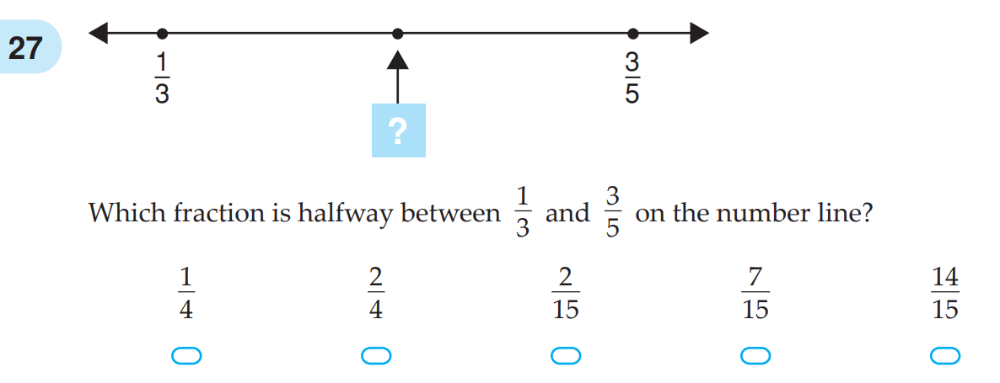 27
1/3 3/5
?
Which fraction is halfway between 1/3 and 3/5 on the number line?
1/4 2/4 2/15 7/15 14/15